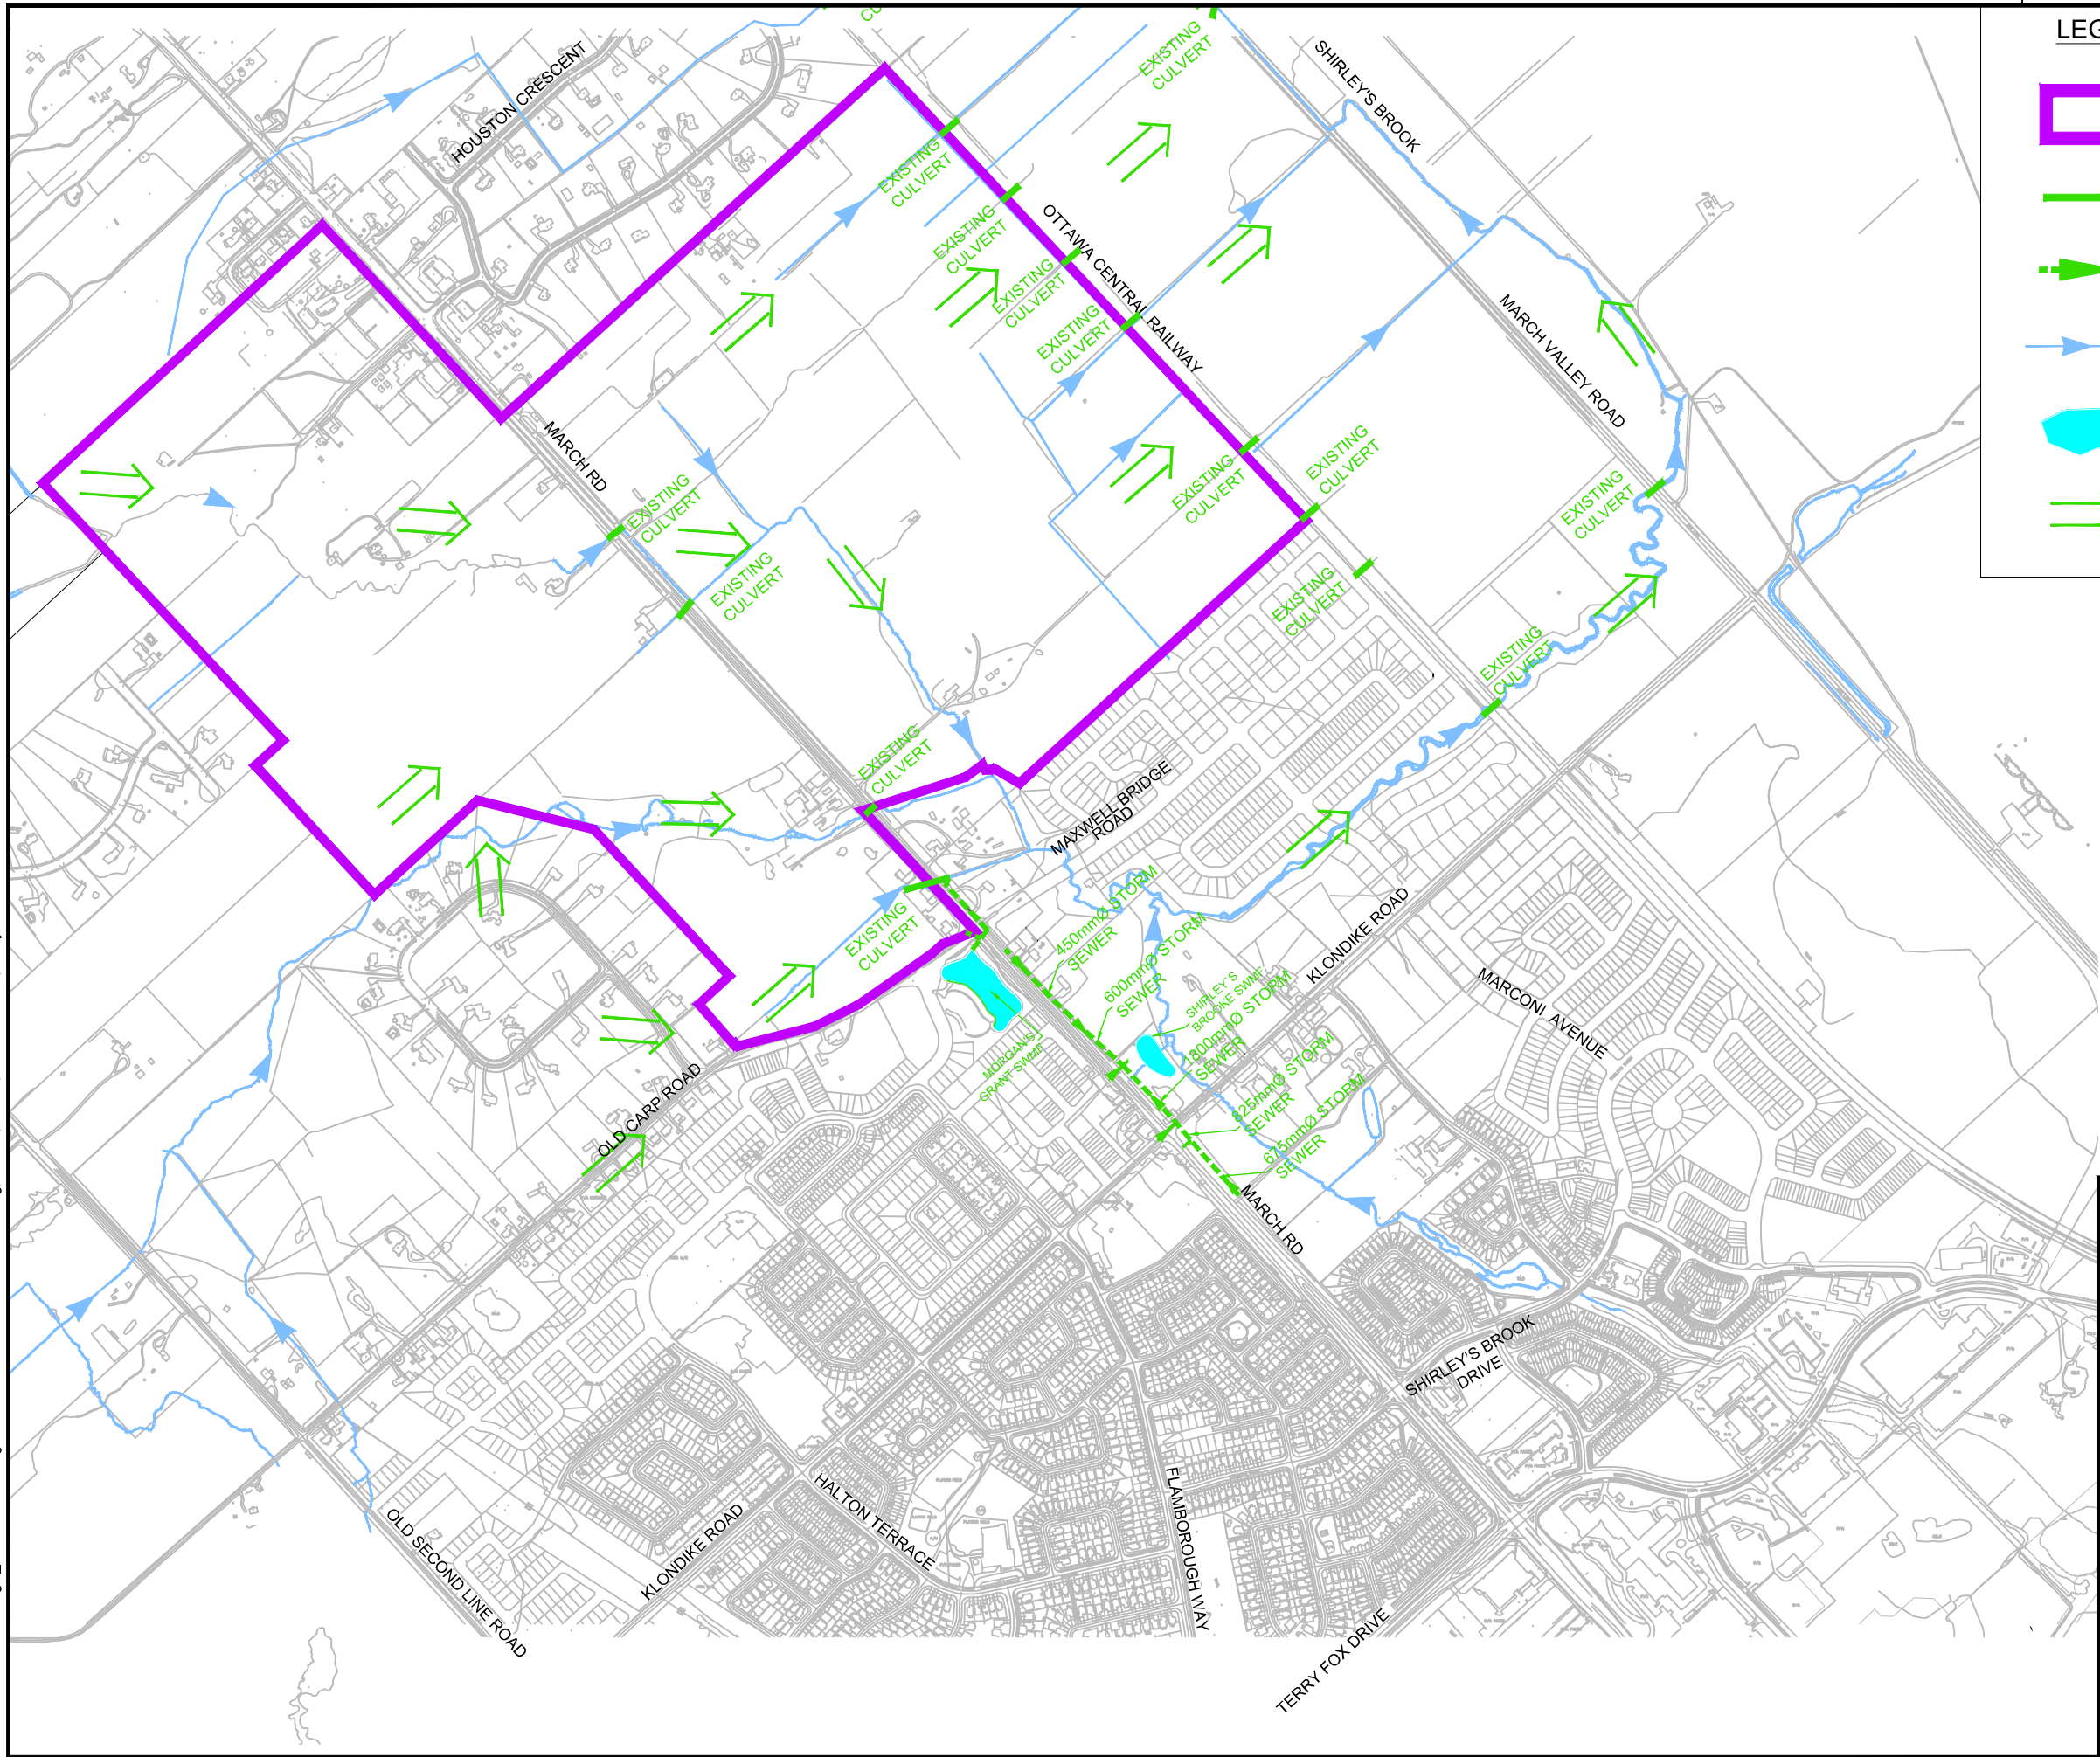 LEG
CU
EXISTING
CULVERT
SHIRLEY'S BROOK
HOUSTON CRESCENT
EXISTING
CULVERT
EXISTING
CULVERT
OTTAWA CENTRAL RAILWAY
EXISTING
CULVERT
EXISTING
CULVERT
MARCH VALLEY ROAD
MARCH RD
EXISTING
CULVERT
EXISTING
CULVERT
EXISTING
CULVERT
EXISTING
CULVERT
EXISTING
CULVERT
EXISTING
CULVERT
EXISTING
CULVERT
EXISTING
CULVERT
MAXWELL BRIDGE
ROAD
EXISTING
CULVERT
450mmØ STORM
SEWER
600mmØ STORM
SEWER
SHIRLEY'S
BROOKE SWMF
1800mmØ STORM
SEWER
825mmØ STORM
SEWER
675mmØ STORM
SEWER
KLONDIKE ROAD
MARCONI AVENUE
MORGAN'S
GRANT SWMF
OLD CARP ROAD
MARCH RD
SHIRLEY'S BROOK
DRIVE
HALTON TERRACE
KLONDIKE ROAD
FLAMBOROUGH WAY
OLD SECOND LINE ROAD
TERRY FOX DRIVE